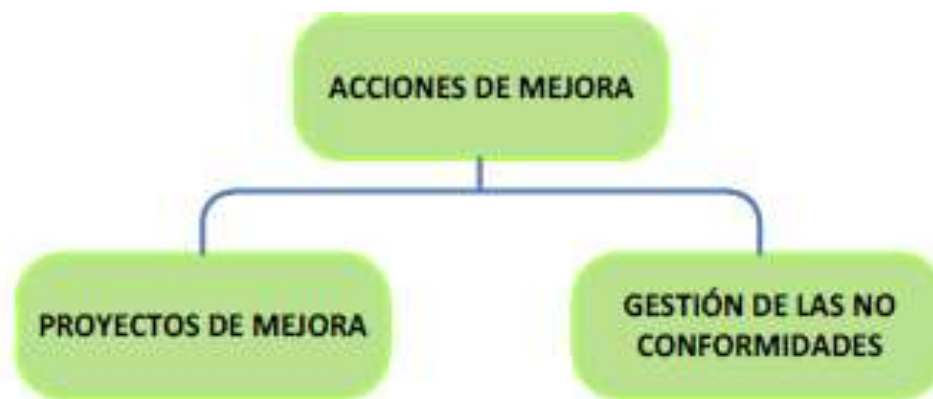 ACCIONES DE MEJORA
PROYECTOS DE MEJORA
GESTIÓN DE LAS NO
CONFORMIDADES